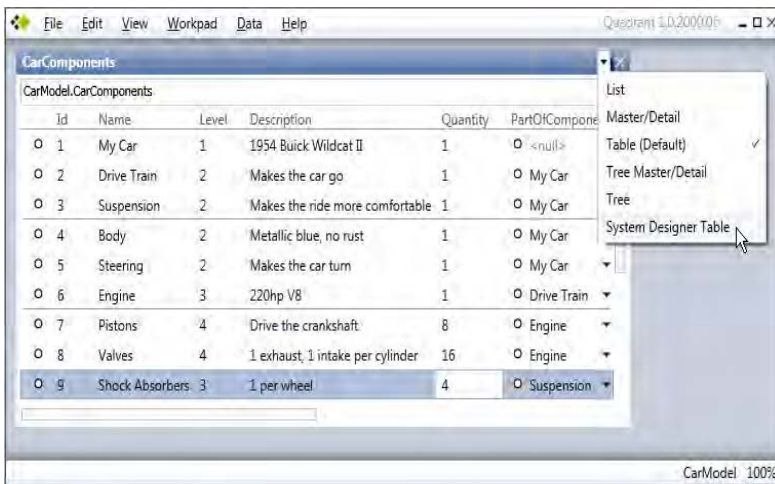 File Edit View Workpad Data Help
CarComponents
CarModel.CarComponents
Id Name Level Description Quantity PartOfCompone
1 My Car 1 1954 Buick Wildcat II 1 <null>
2 Drive Train 2 Makes the car go 1 My Car
3 Suspension 2 Makes the ride more comfortable 1 My Car
4 Body 2 Metallic blue, no rust 1 My Car
5 Steering 2 Makes the car turn 1 My Car
6 Engine 3 220hp V8 1 Drive Train
7 Pistons 4 Drive the crankshaft 8 Engine
8 Valves 4 1 exhaust, 1 intake per cylinder 16 Engine
9 Shock Absorbers 3 1 per wheel 4 Suspension
List
Master/Detail
Table (Default)
Tree Master/Detail
Tree
System Designer Table
CarModel 100%